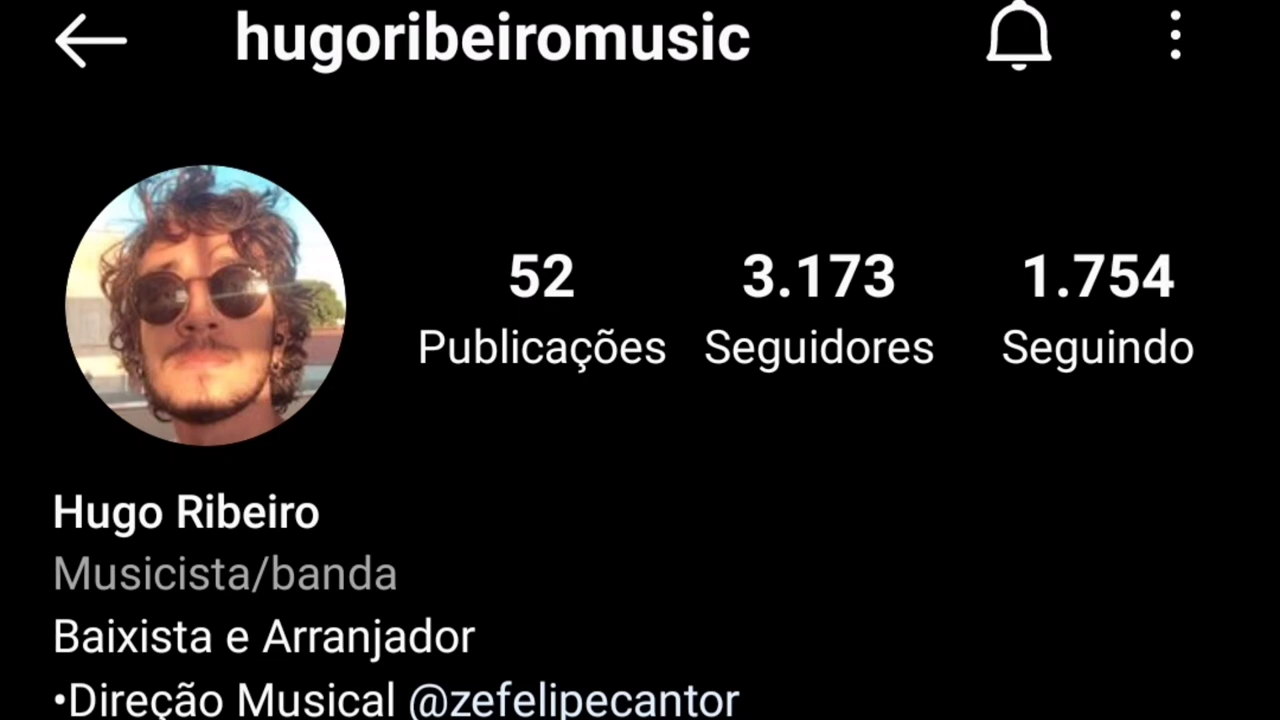 hugoribeiromusic
52
3.173
1.754
Publicações
Seguidores
Seguindo
Hugo Ribeiro
Musicista/banda
Baixista e Arranjador
•Direção Musical @zefelipecantor